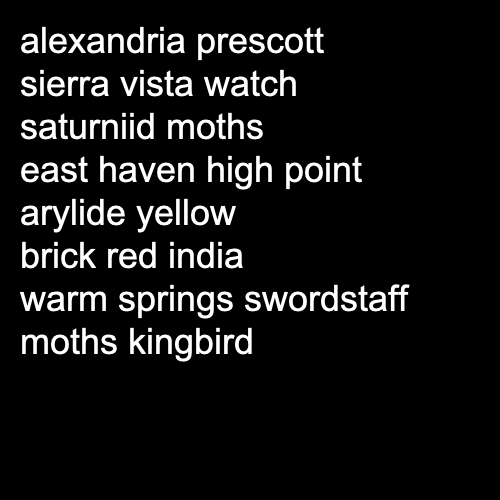 alexandria prescott
sierra vista watch
saturniid moths
east haven high point
arylide yellow
brick red india
warm springs swordstaff
moths kingbird